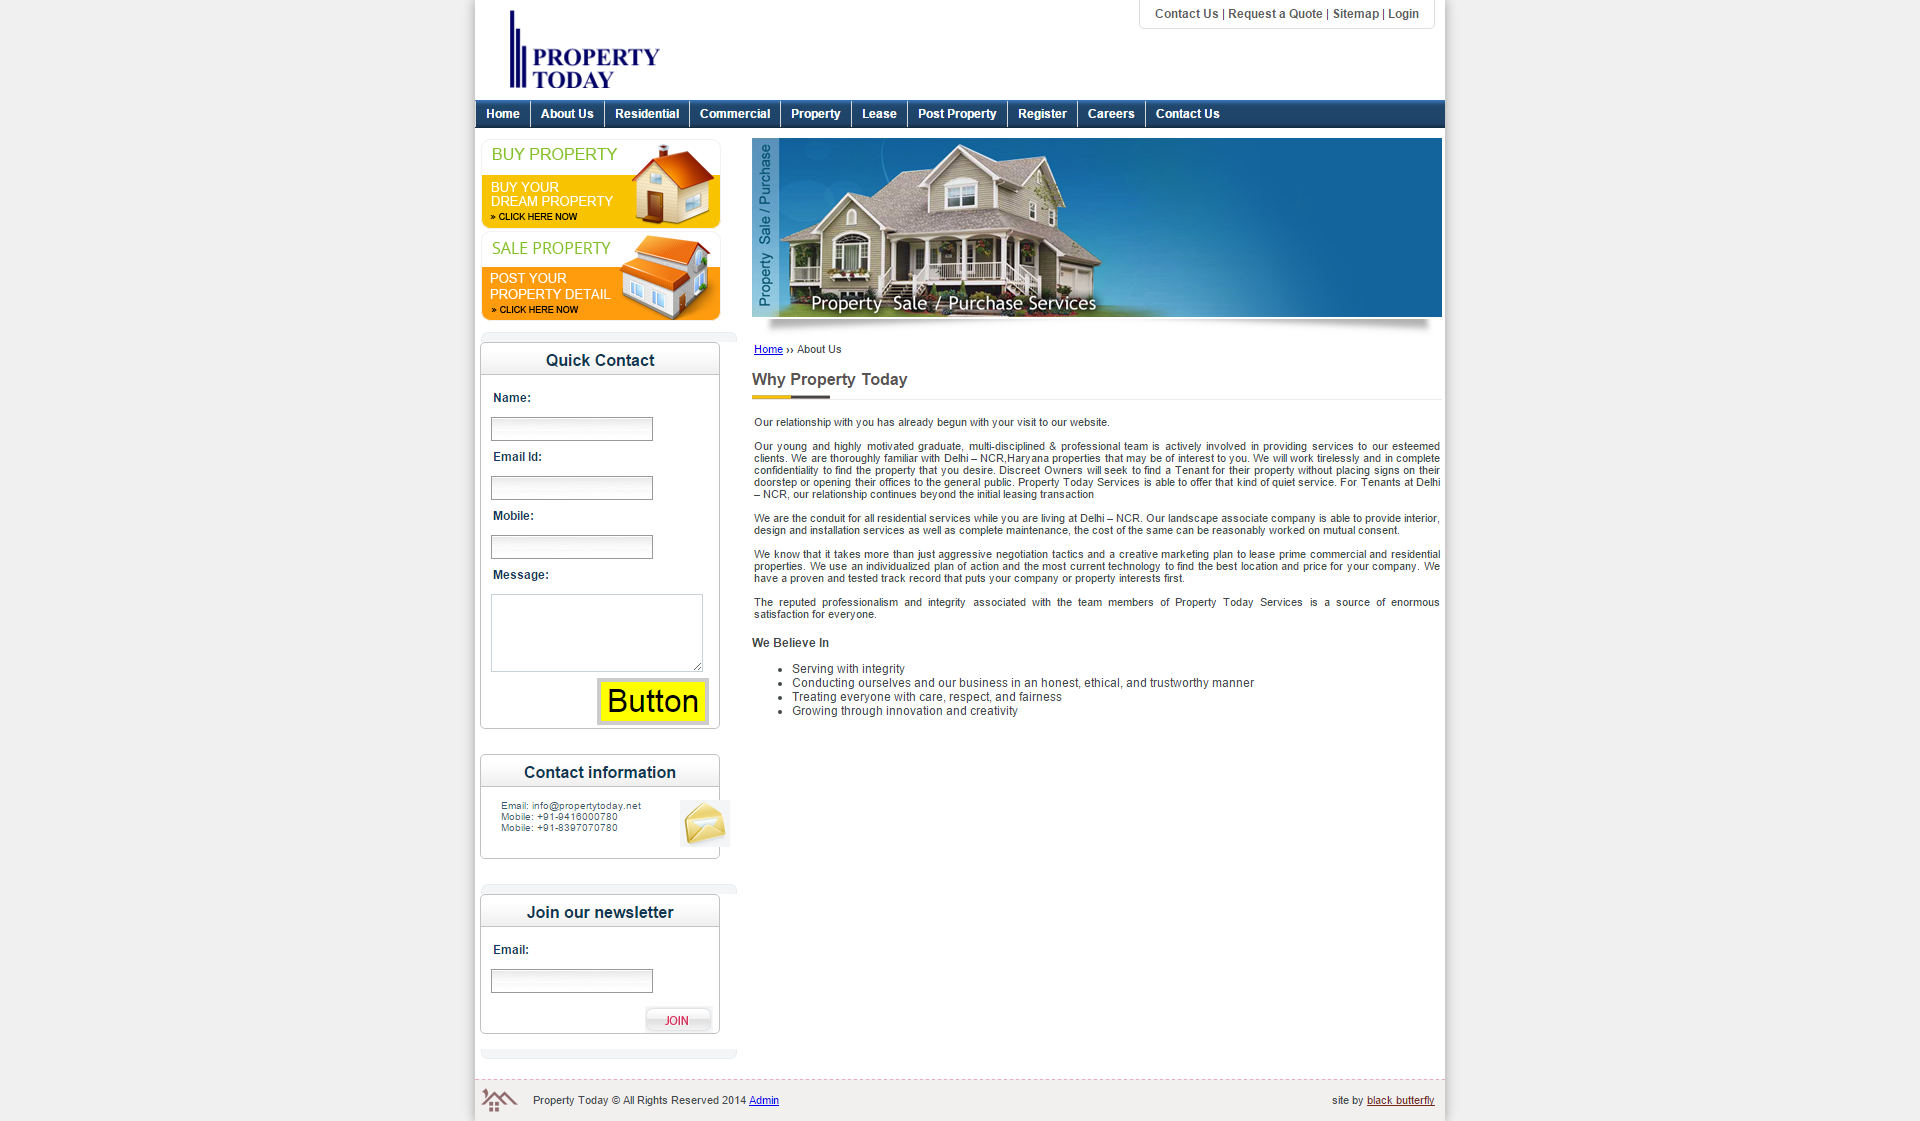 Contact Us | Request a Quote | Sitemap | Login
PROPERTY
TODAY
Home About Us Residential Commercial Property Lease Post Property Register Careers Contact Us
BUY PROPERTY
BUY YOUR
DREAM PROPERTY
» CLICK HERE NOW
SALE PROPERTY
POST YOUR
PROPERTY DETAIL
» CLICK HERE NOW
Quick Contact
Name:
Email Id:
Mobile:
Message:
Button
Contact information
Email: info@propertytoday.net
Mobile: +91-9416000780
Mobile: +91-8397070780
Join our newsletter
Email:
JOIN
Property Sale / Purchase
Property Sale / Purchase Services
Home ›› About Us
Why Property Today
Our relationship with you has already begun with your visit to our website.
Our young and highly motivated graduate, multi-disciplined & professional team is actively involved in providing services to our esteemed
clients. We are thoroughly familiar with Delhi – NCR,Haryana properties that may be of interest to you. We will work tirelessly and in complete
confidentiality to find the property that you desire. Discreet Owners will seek to find a Tenant for their property without placing signs on their
doorstep or opening their offices to the general public. Property Today Services is able to offer that kind of quiet service. For Tenants at Delhi
– NCR, our relationship continues beyond the initial leasing transaction
We are the conduit for all residential services while you are living at Delhi – NCR. Our landscape associate company is able to provide interior,
design and installation services as well as complete maintenance, the cost of the same can be reasonably worked on mutual consent.
We know that it takes more than just aggressive negotiation tactics and a creative marketing plan to lease prime commercial and residential
properties. We use an individualized plan of action and the most current technology to find the best location and price for your company. We
have a proven and tested track record that puts your company or property interests first.
The reputed professionalism and integrity associated with the team members of Property Today Services is a source of enormous
satisfaction for everyone.
We Believe In
• Serving with integrity
• Conducting ourselves and our business in an honest, ethical, and trustworthy manner
• Treating everyone with care, respect, and fairness
• Growing through innovation and creativity
Property Today © All Rights Reserved 2014 Admin
site by black butterfly